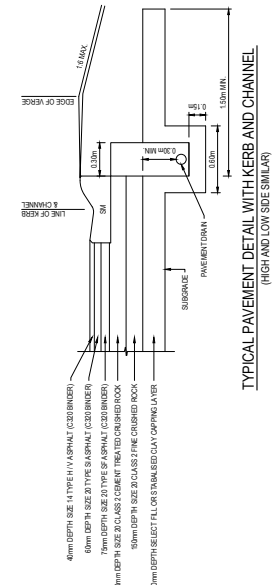 1:6 MAX.
EDGE OF VERGE
LINE OF KERB
& CHANNEL
0.30m
0.30m MIN.
0.15m
0.60m
1.50m MIN.
SM
PAVEMENT DRAIN
SUBGRADE
40mm DEPTH SIZE 14 TYPE H / V ASPHALT (C320 BINDER)
60mm DEPTH SIZE 20 TYPE SI ASPHALT (C320 BINDER)
75mm DEPTH SIZE 20 TYPE SF ASPHALT (C320 BINDER)
DEPTH SIZE 20 CLASS 2 CEMENT TREATED CRUSHED ROCK
150mm DEPTH SIZE 20 CLASS 2 FINE CRUSHED ROCK
DEPTH SELECT FILL OR STABALISED CLAY CAPPING LAYER
TYPICAL PAVEMENT DETAIL WITH KERB AND CHANNEL
(HIGH AND LOW SIDE SIMILAR)